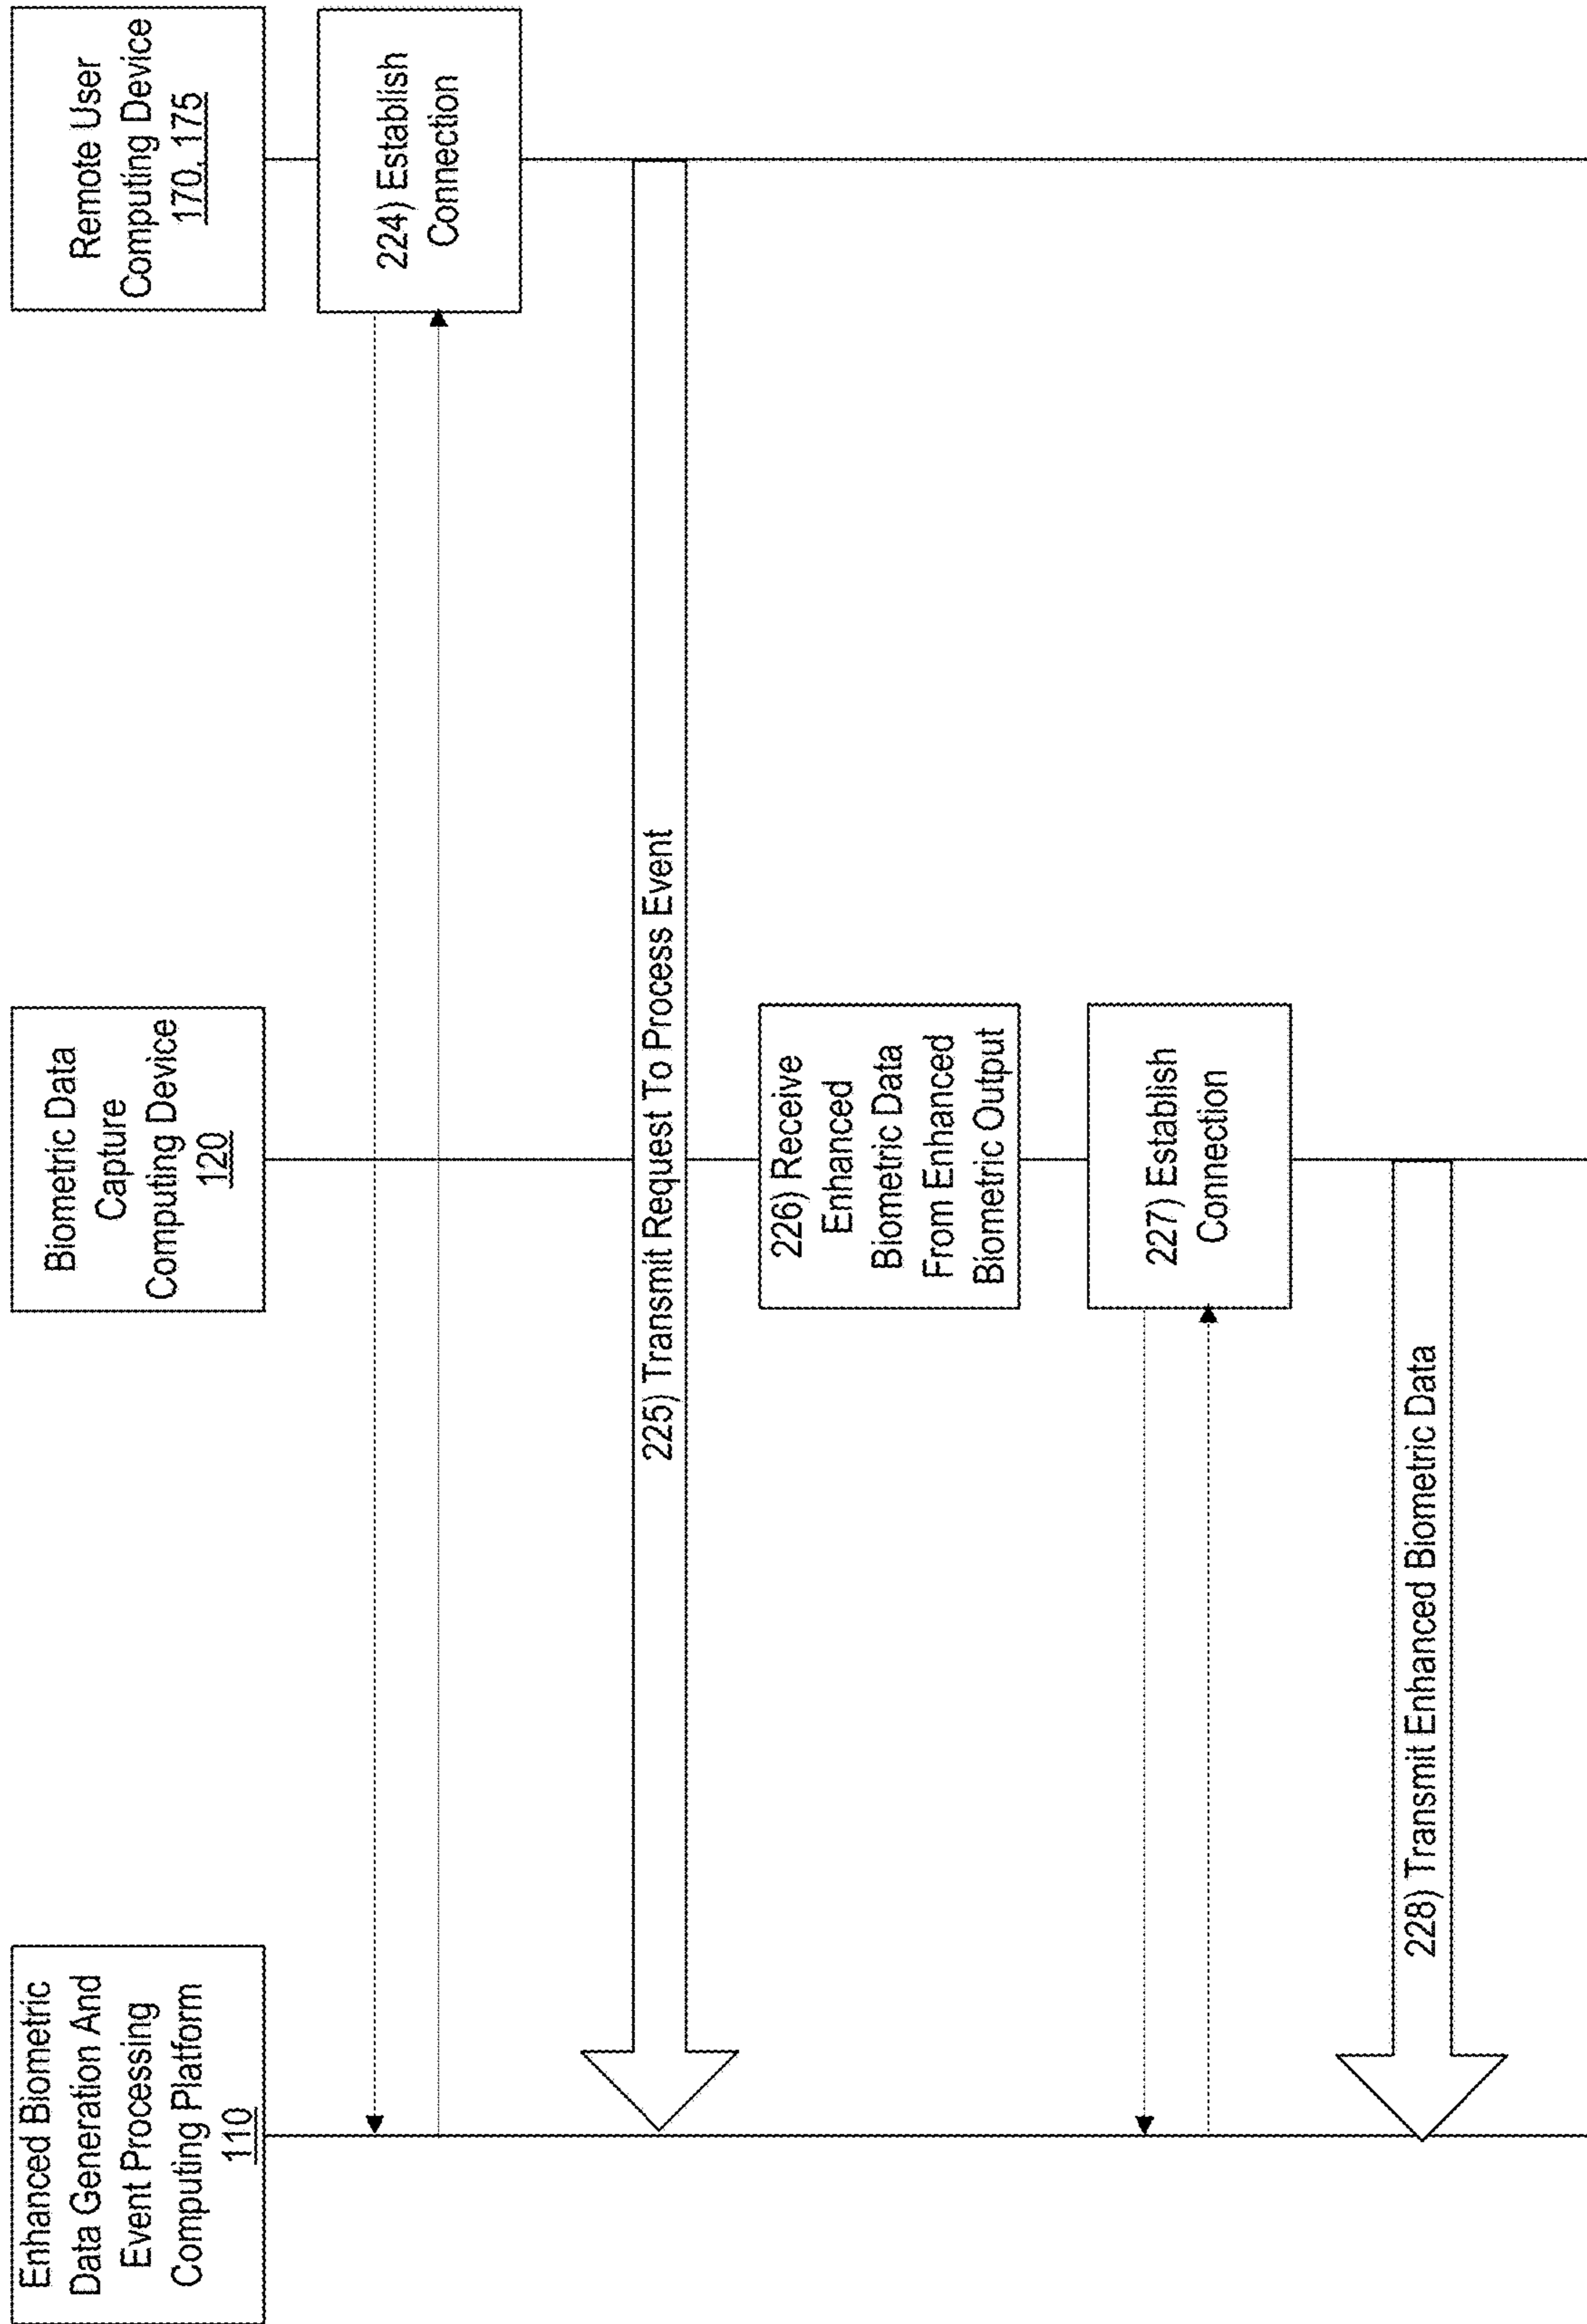 Enhanced Biometric
Data Generation And
Event Processing
Computing Platform
110
Biometric Data
Capture
Computing Device
120
Remote User
Computing Device
170, 175
224) Establish
Connection
225) Transmit Request To Process Event
226) Receive
Enhanced
Biometric Data
From Enhanced
Biometric Output
227) Establish
Connection
228) Transmit Enhanced Biometric Data